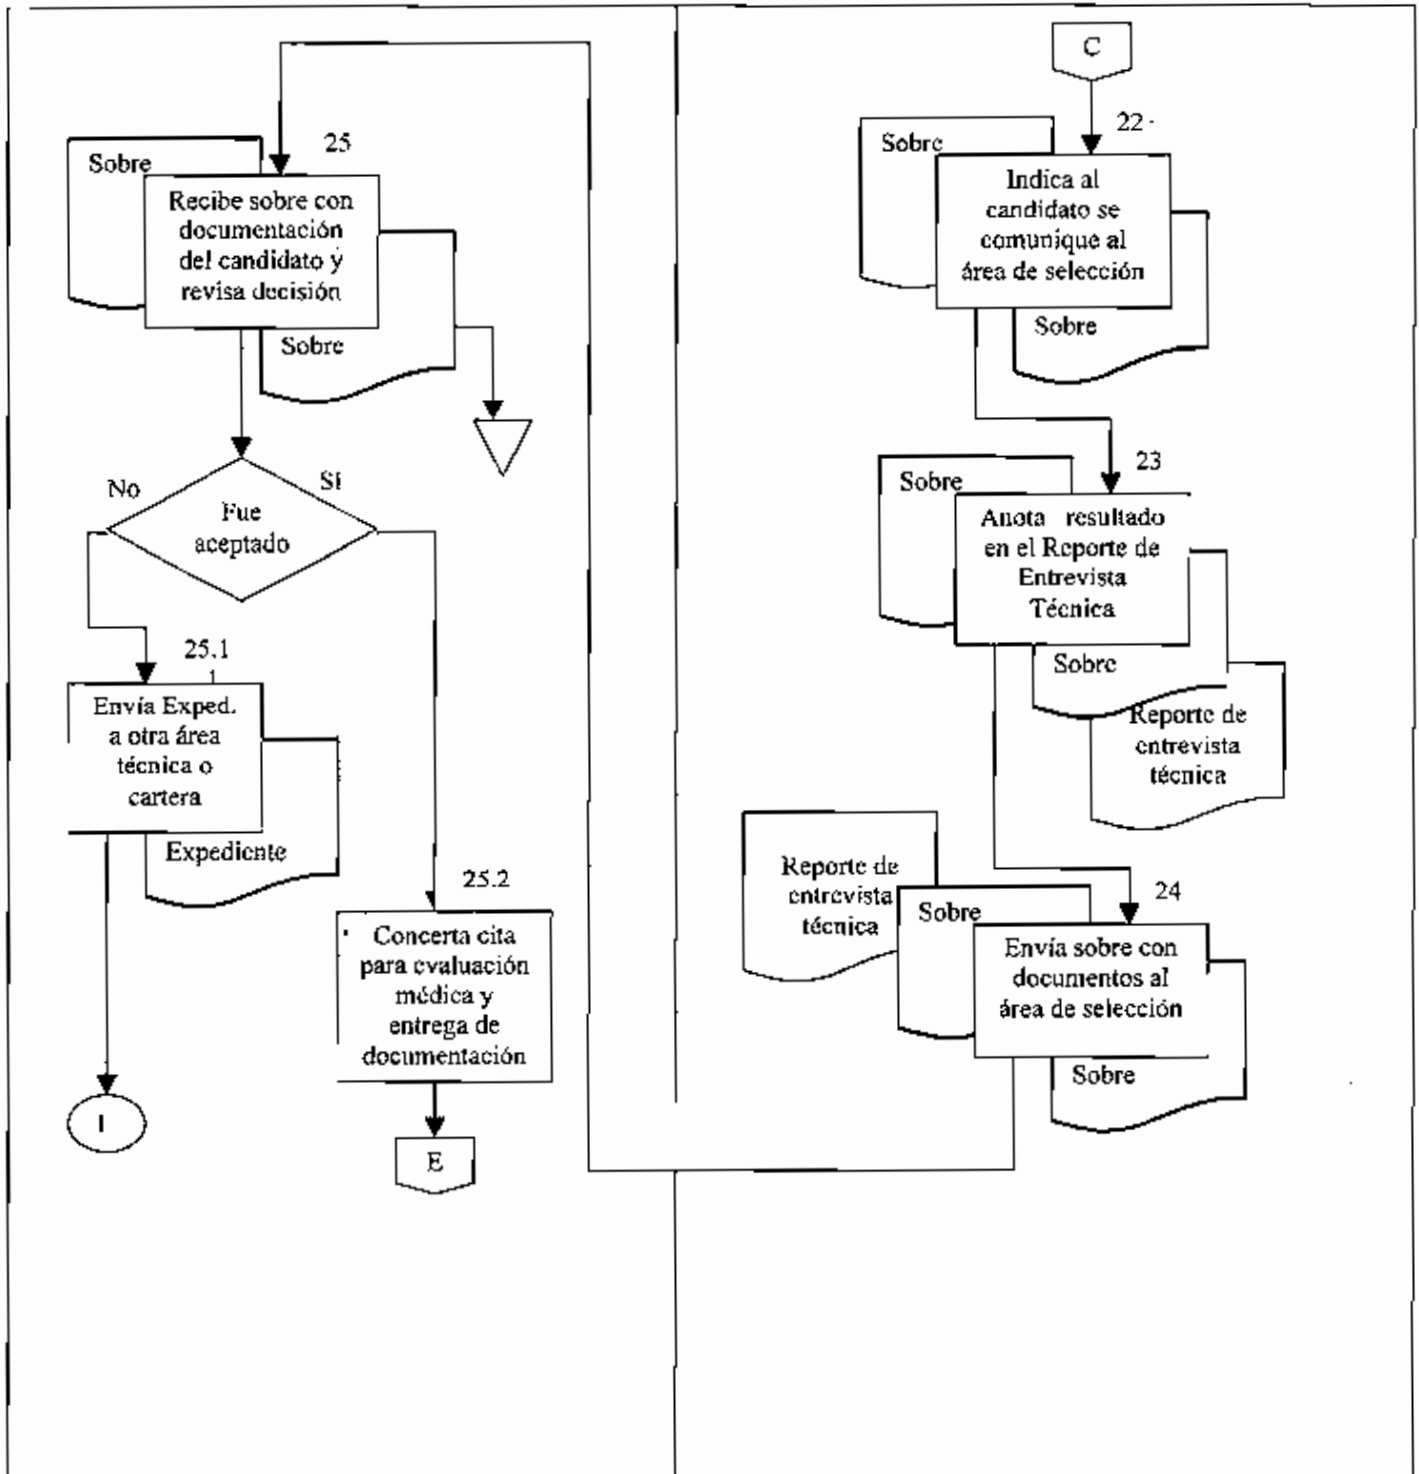 25
Sobre
Recibe sobre con
documentación
del candidato y
revisa decisión
Sobre
No
Sí
Fue
aceptado
25.1
Envía Exped.
a otra área
técnica o
cartera
Expediente
25.2
Concerta cita
para evaluación
médica y
entrega de
documentación
I
E
C
22
Sobre
Indica al
candidato se
comunique al
área de selección
Sobre
23
Sobre
Anota resultado
en el Reporte de
Entrevista
Técnica
Sobre
Reporte de
entrevista
técnica
Reporte de
entrevista
técnica
24
Sobre
Envía sobre con
documentos al
área de selección
Sobre